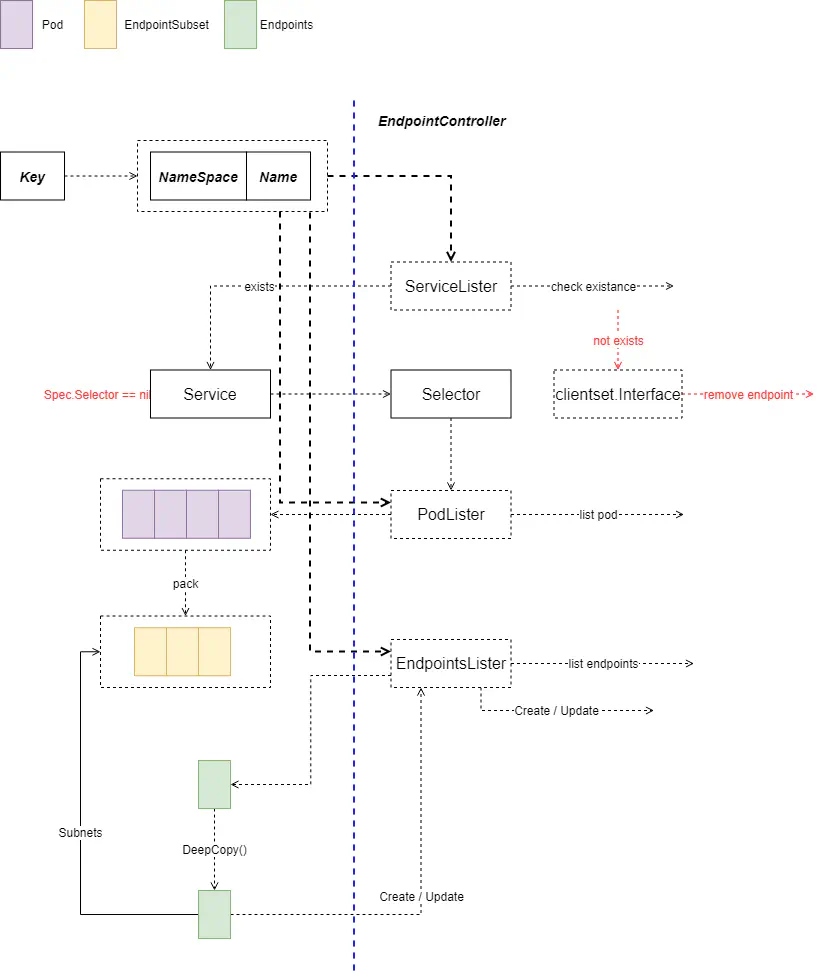 Pod
EndpointSubset
Endpoints
EndpointController
Key
NameSpace
Name
ServiceLister
exists
check existance
not exists
Spec.Selector == nil
Service
Selector
clientset.Interface
remove endpoint
PodLister
list pod
pack
EndpointsLister
list endpoints
Create / Update
Subnets
DeepCopy()
Create / Update